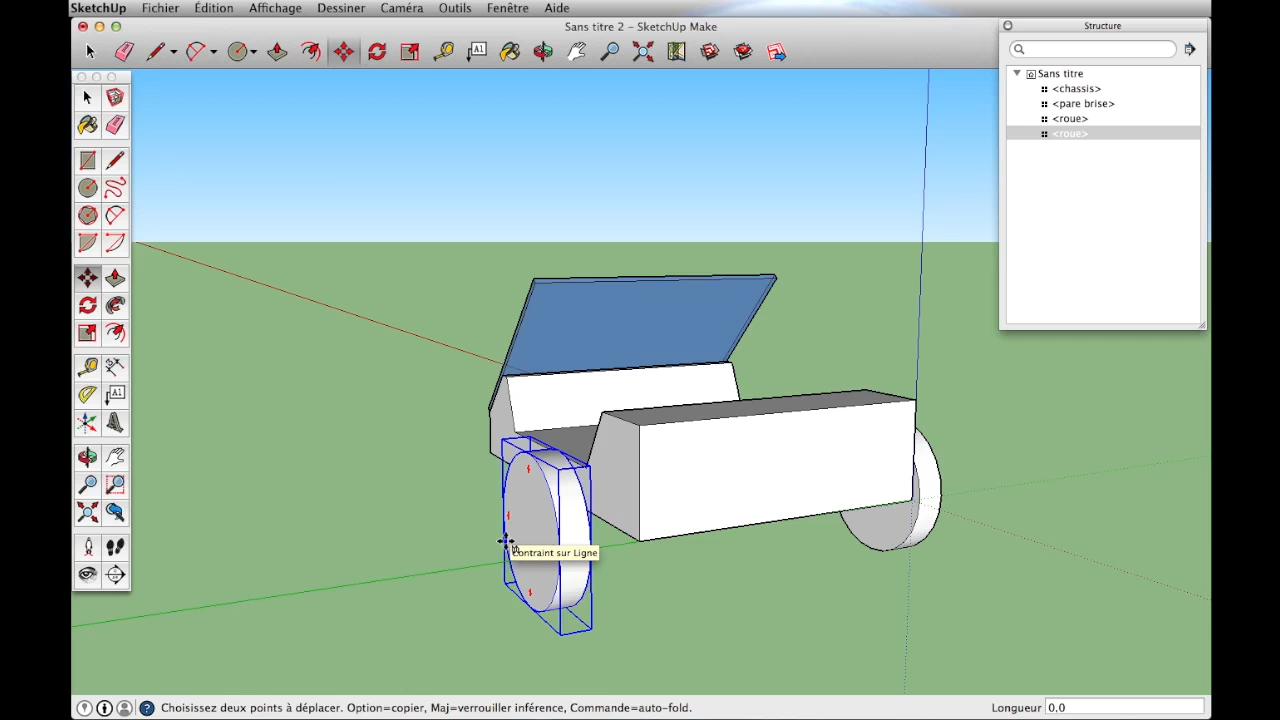 SketchUp Fichier Édition Affichage Dessiner Caméra Outils Fenêtre Aide
Sans titre 2 – SketchUp Make
Structure
A1
Sans titre
<chassis>
<pare brise>
<roue>
<roue>
A1
Contraint sur Ligne
Choisissez deux points à déplacer. Option=copier, Maj=verrouiller inférence, Commande=auto-fold.
Longueur 0,0